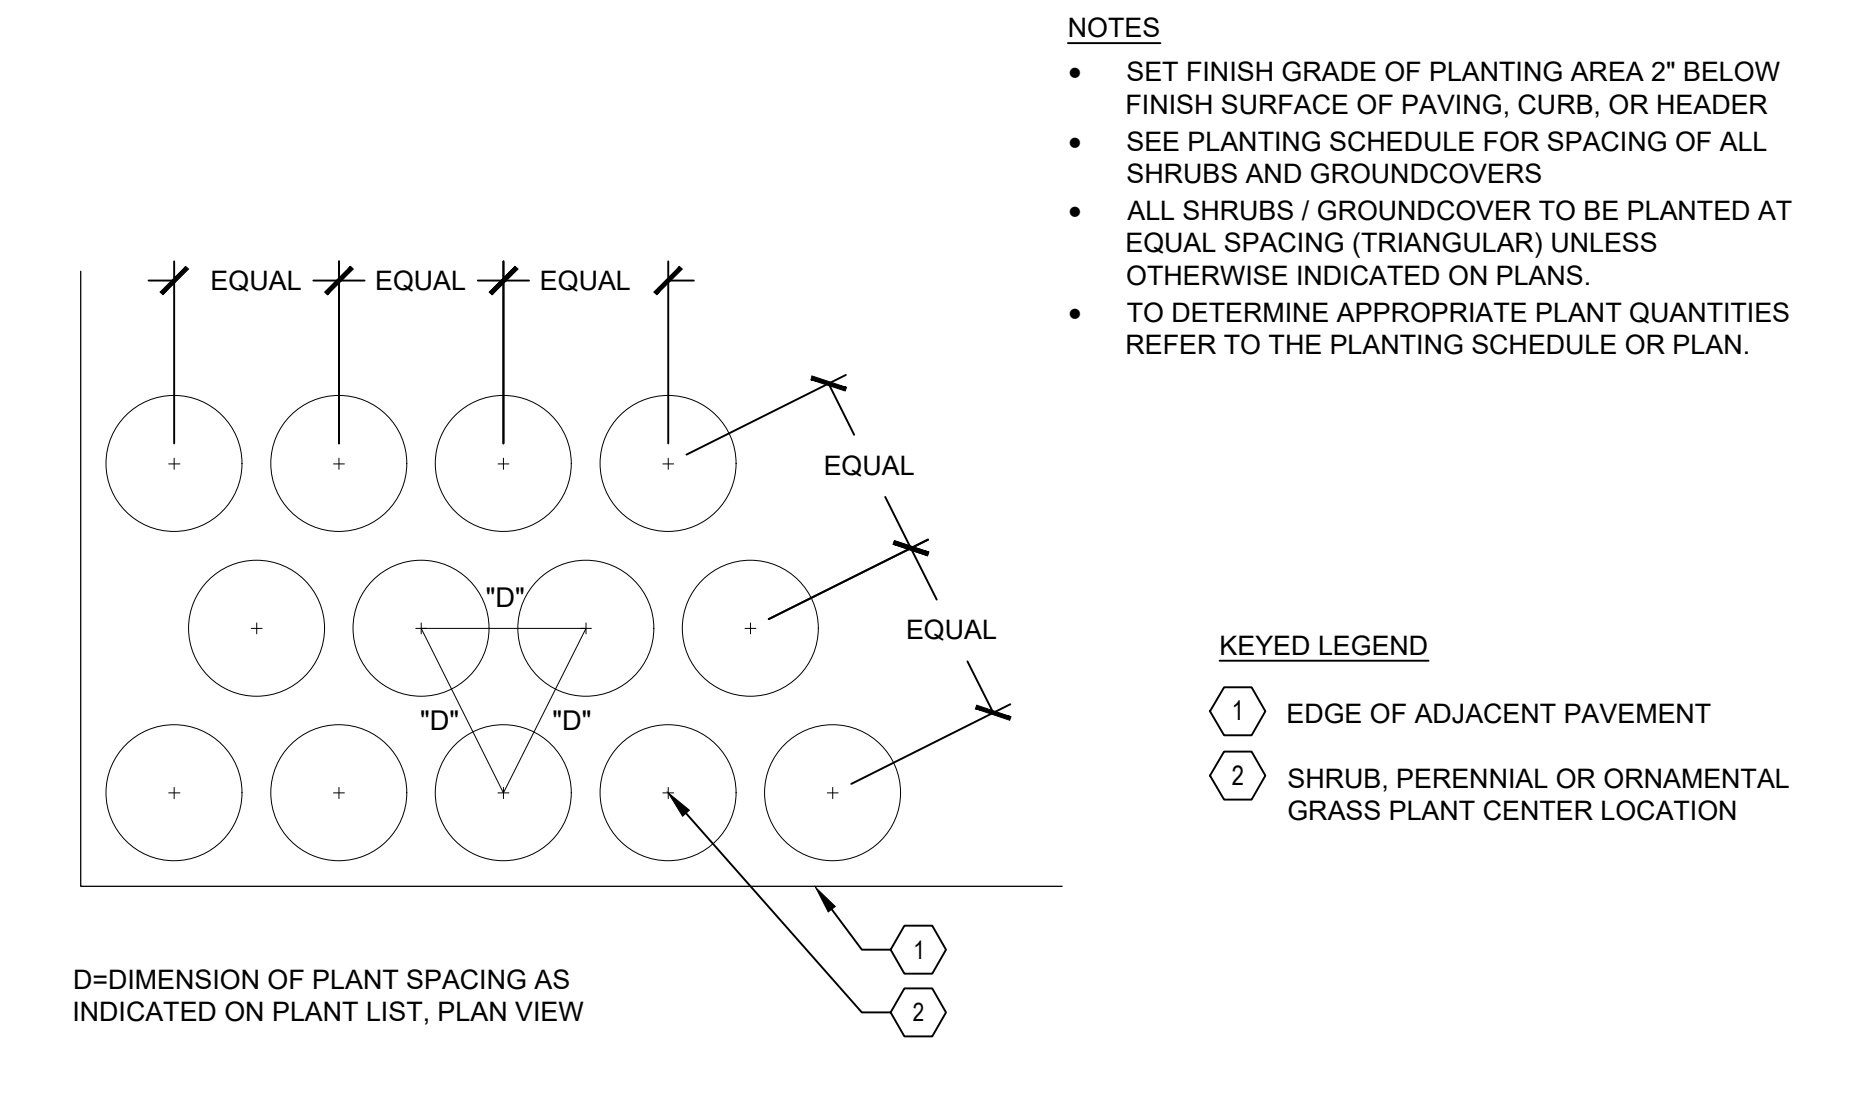 NOTES
• SET FINISH GRADE OF PLANTING AREA 2" BELOW
FINISH SURFACE OF PAVING, CURB, OR HEADER
• SEE PLANTING SCHEDULE FOR SPACING OF ALL
SHRUBS AND GROUNDCOVERS
• ALL SHRUBS / GROUNDCOVER TO BE PLANTED AT
EQUAL SPACING (TRIANGULAR) UNLESS
OTHERWISE INDICATED ON PLANS.
• TO DETERMINE APPROPRIATE PLANT QUANTITIES
REFER TO THE PLANTING SCHEDULE OR PLAN.
EQUAL EQUAL EQUAL
EQUAL
"D"
EQUAL
"D" "D"
KEYED LEGEND
1 EDGE OF ADJACENT PAVEMENT
2 SHRUB, PERENNIAL OR ORNAMENTAL
GRASS PLANT CENTER LOCATION
1
2
D=DIMENSION OF PLANT SPACING AS
INDICATED ON PLANT LIST, PLAN VIEW